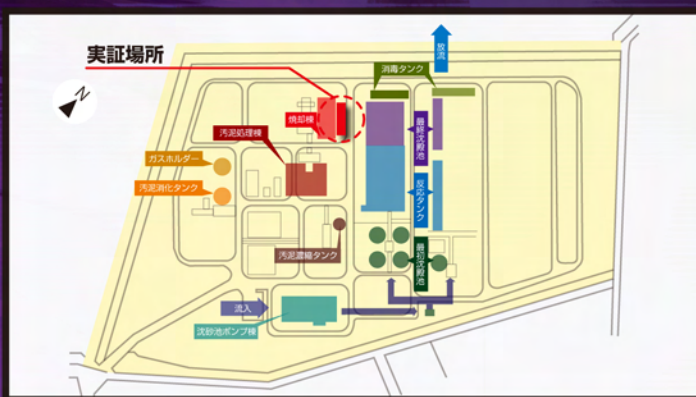 実証場所
N
放流
消毒タンク
焼却棟
汚泥処理棟
最終沈殿池
ガスホルダー
汚泥消化タンク
反応タンク
汚泥濃縮タンク
最初沈殿池
流入
沈砂池ポンプ棟